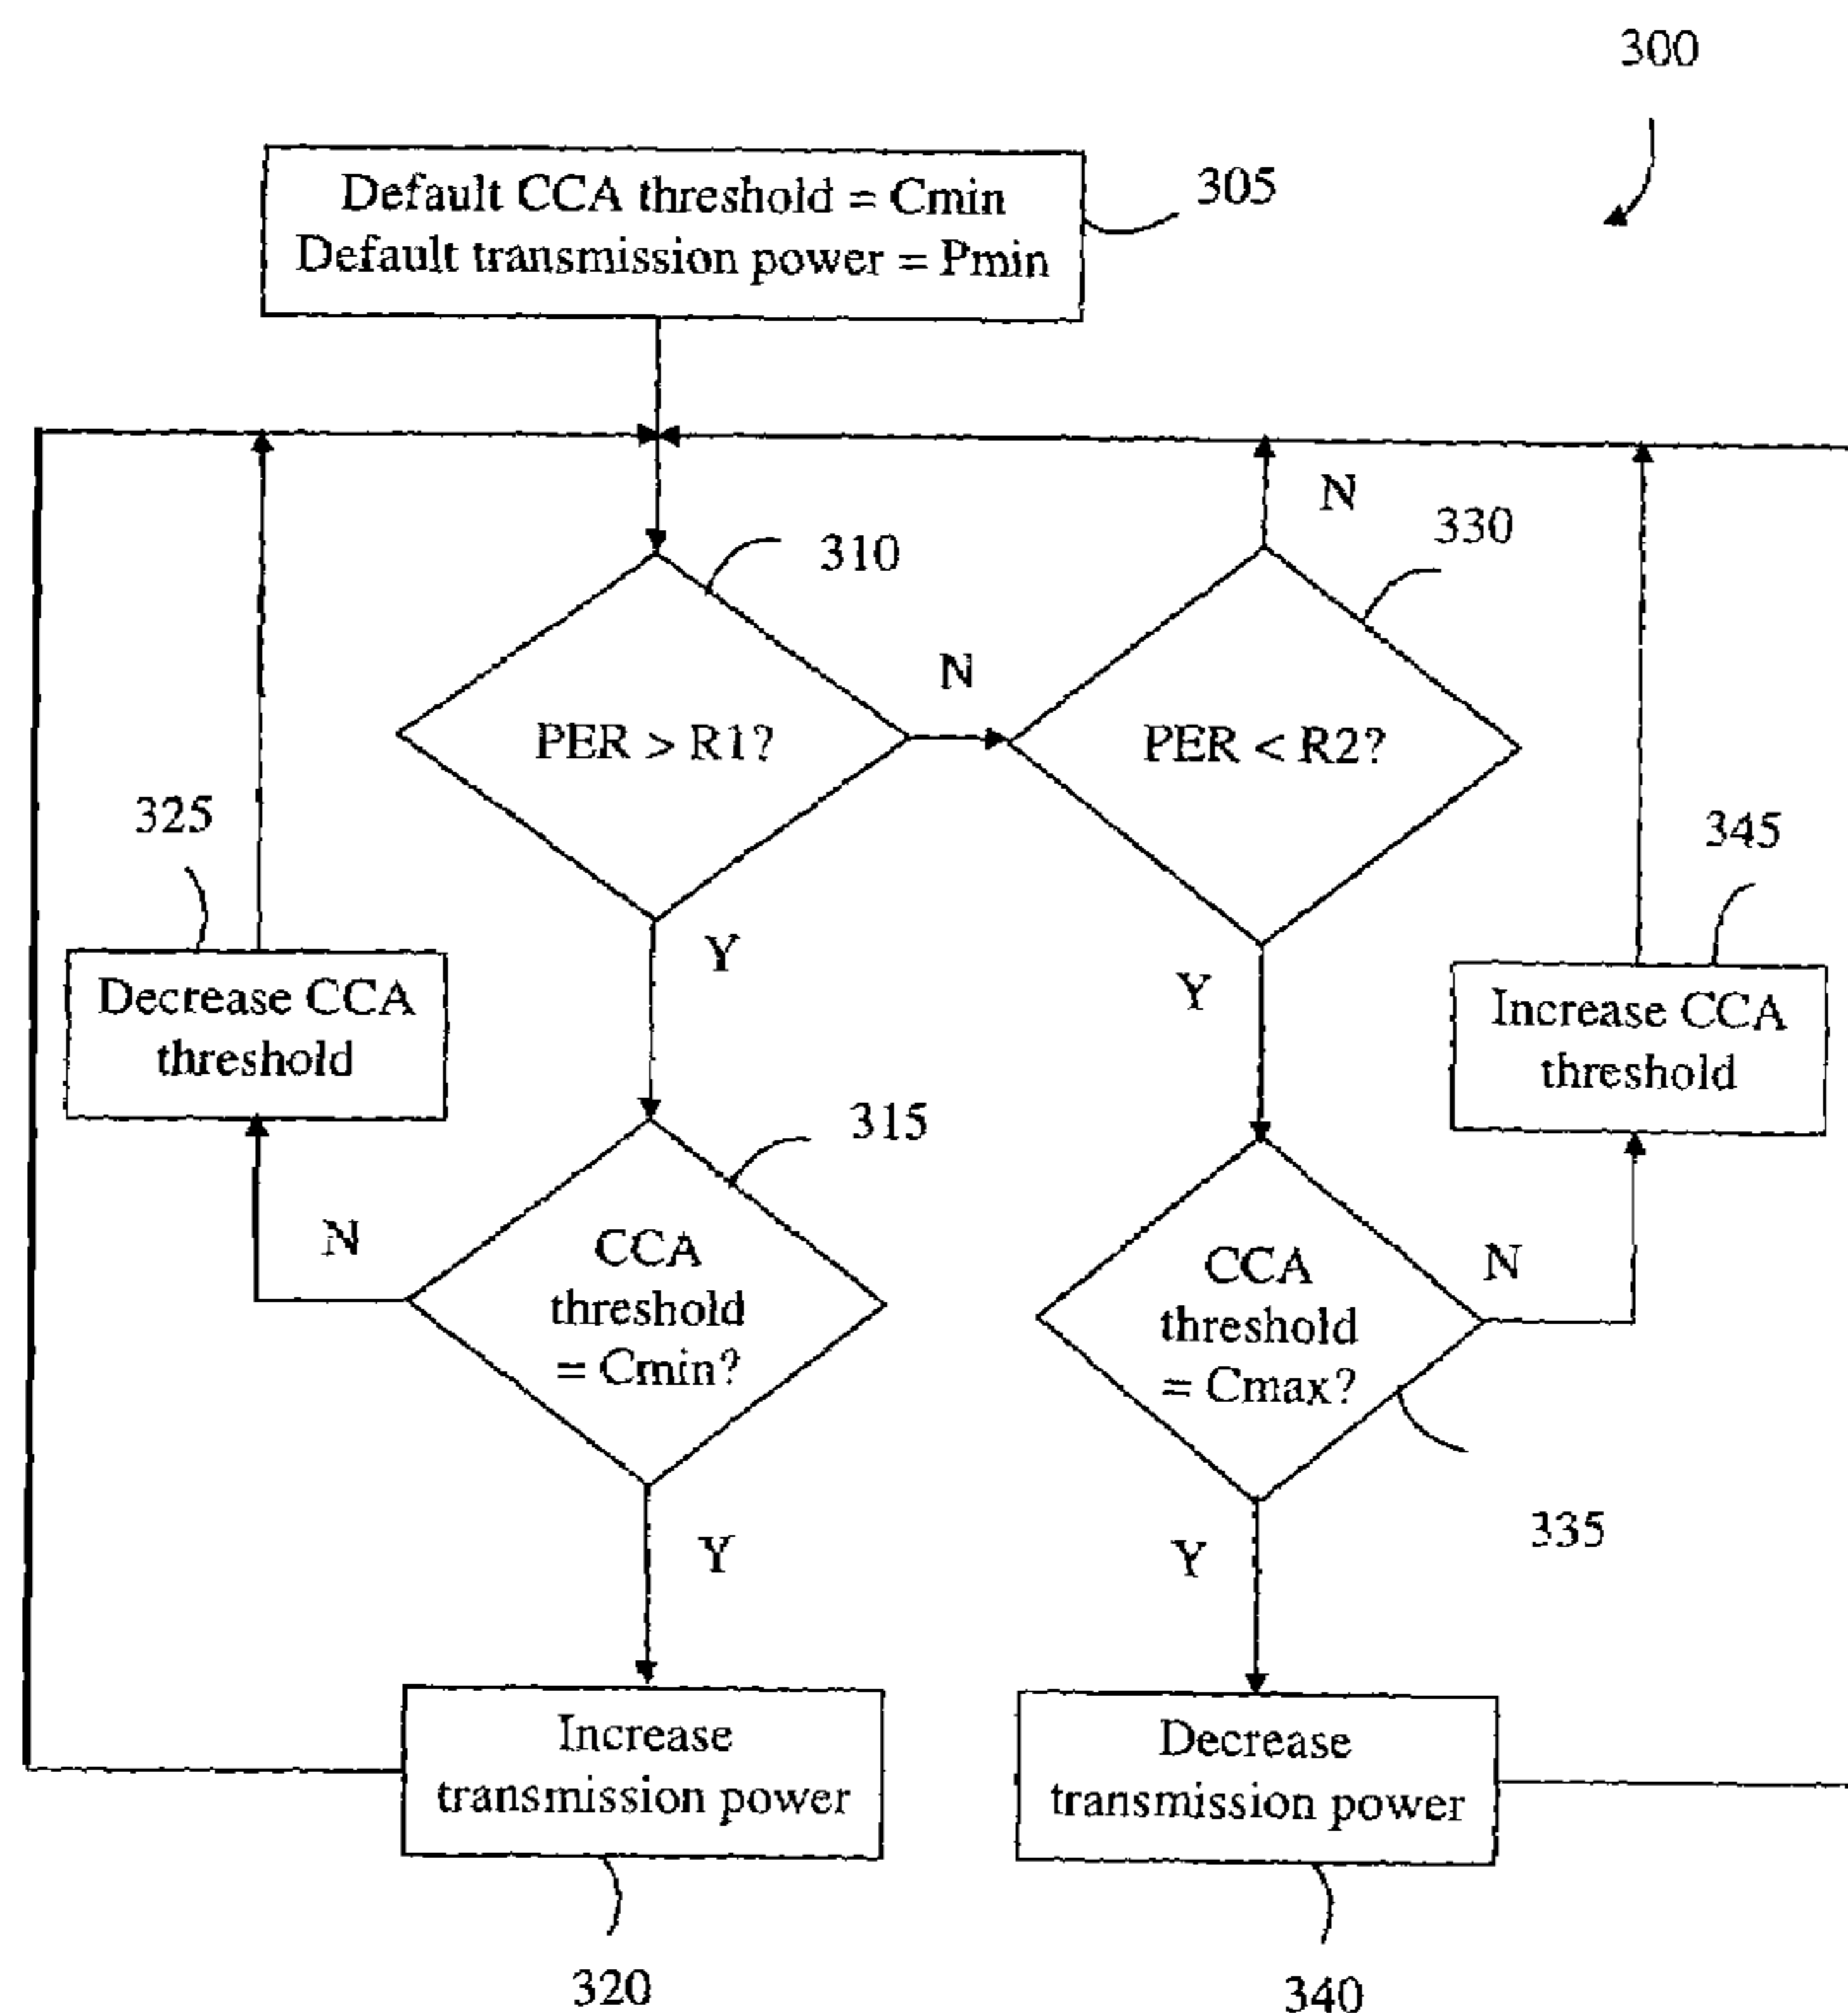 300
Default CCA threshold = Cmin
Default transmission power = Pmin
305
N
330
310
N
PER > R1?
PER < R2?
325
345
Y
Y
Decrease CCA
threshold
Increase CCA
threshold
315
N
CCA
threshold
= Cmin?
CCA
threshold
= Cmax?
N
335
Y
Y
Increase
transmission power
Decrease
transmission power
320
340